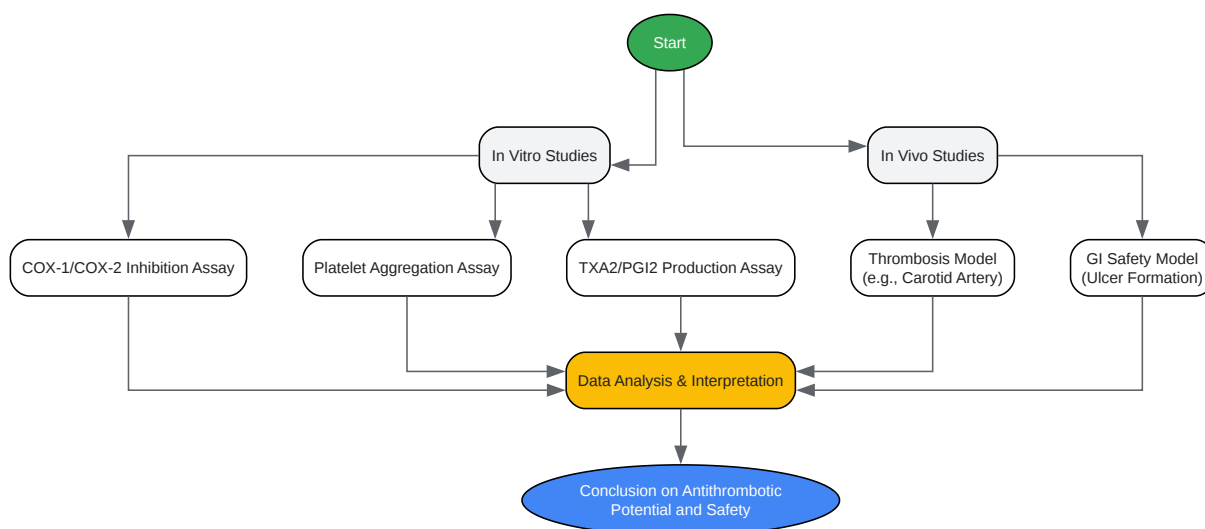 Start
In Vitro Studies
In Vivo Studies
COX-1/COX-2 Inhibition Assay
Platelet Aggregation Assay
TXA2/PGI2 Production Assay
Thrombosis Model
(e.g., Carotid Artery)
GI Safety Model
(Ulcer Formation)
Data Analysis & Interpretation
Conclusion on Antithrombotic
Potential and Safety